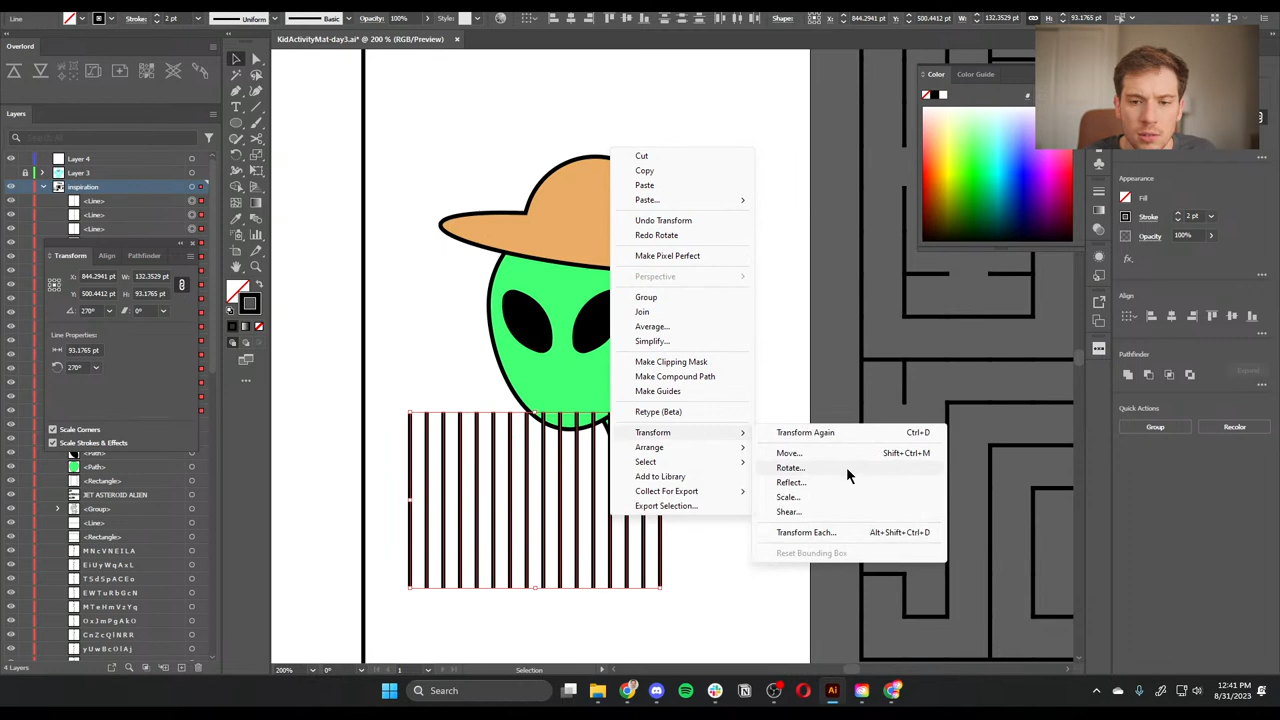 Stroke: 2 pt Uniform Basic Opacity: 100% Style: Shape: X: 844.2941 pt Y: 500.4412 pt W: 132.3529 pt H: 93.1765 pt
Overlord
KidActivityMat-day3.ai* @ 200 % (RGB/Preview) ×
Layers
Search All
Layer 4
Layer 3
inspiration
<Line>
<Line>
<Line>
Transform Align Pathfinder
X: 844.2941 pt W: 132.3529 pt
Y: 500.4412 pt H: 93.1765 pt
270° 0°
Line Properties:
93.1765 pt
270°
Scale Corners
Scale Strokes & Effects
<Path>
<Path>
<Rectangle>
JET ASTEROID ALIEN
<Group>
<Line>
<Rectangle>
M N c V N E I L A
E i U y W q A x L
T S d S p A C E o
E W R U T k G b L
M T e H m V z Y q
O x J m P g A k Y
C n k C t l N R R
y U w B c O l A j
4 Layers
Cut
Copy
Paste
Paste... >
Undo Transform
Redo Rotate
Make Pixel Perfect
Perspective >
Group
Join
Average...
Simplify...
Make Clipping Mask
Make Compound Path
Make Guides
Retype (Beta)
Transform >
Arrange >
Select >
Add to Library
Collect For Export >
Export Selection...
Transform Again Ctrl+D
Move... Shift+Ctrl+M
Rotate...
Reflect...
Scale...
Shear...
Transform Each... Alt+Shift+Ctrl+D
Reset Bounding Box
Color Color Guide
#
Appearance
Fill
Stroke 2 pt
Opacity 100%
fx.
Align
Pathfinder
Expand
Quick Actions
Group Recolor
200% 0° 1 Selection
Search
12:41 PM
8/31/2023